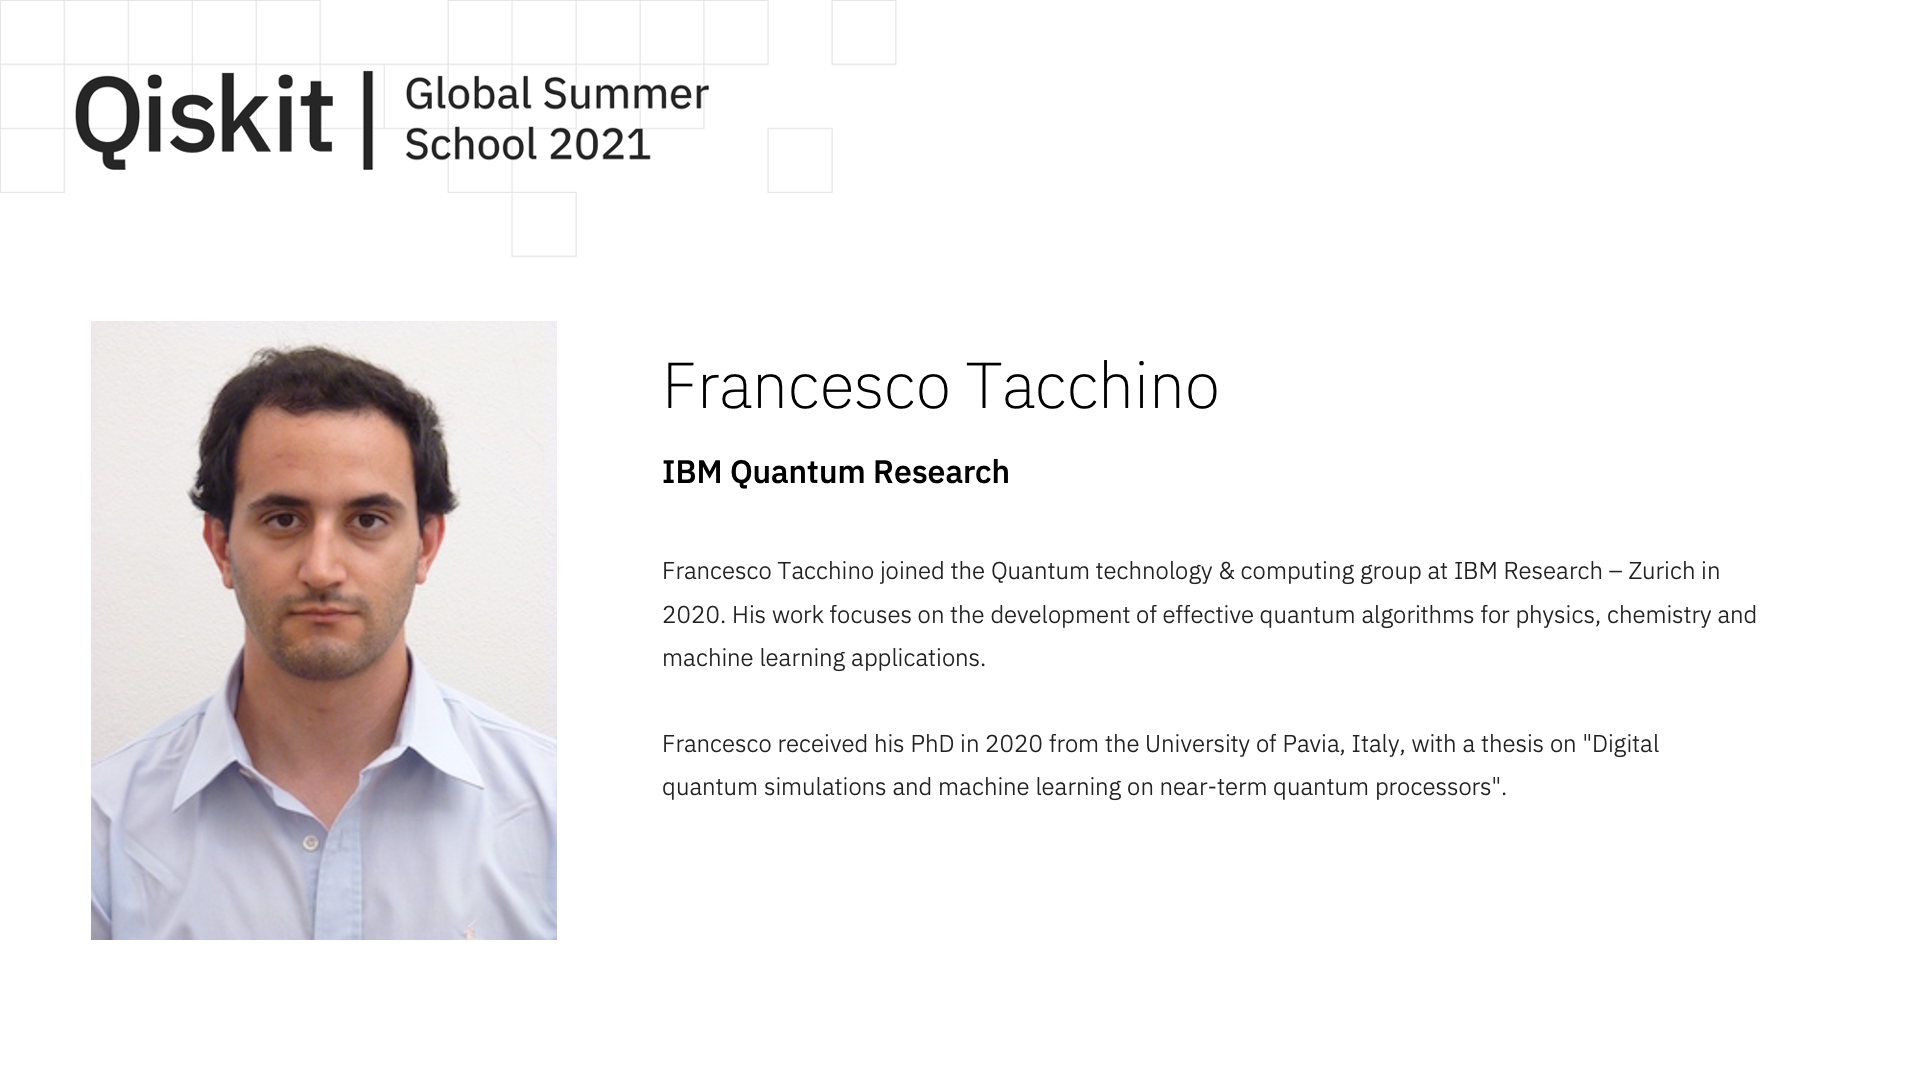 Qiskit
Global Summer
School 2021
Francesco Tacchino
IBM Quantum Research
Francesco Tacchino joined the Quantum technology & computing group at IBM Research – Zurich in
2020. His work focuses on the development of effective quantum algorithms for physics, chemistry and
machine learning applications.
Francesco received his PhD in 2020 from the University of Pavia, Italy, with a thesis on "Digital
quantum simulations and machine learning on near-term quantum processors".